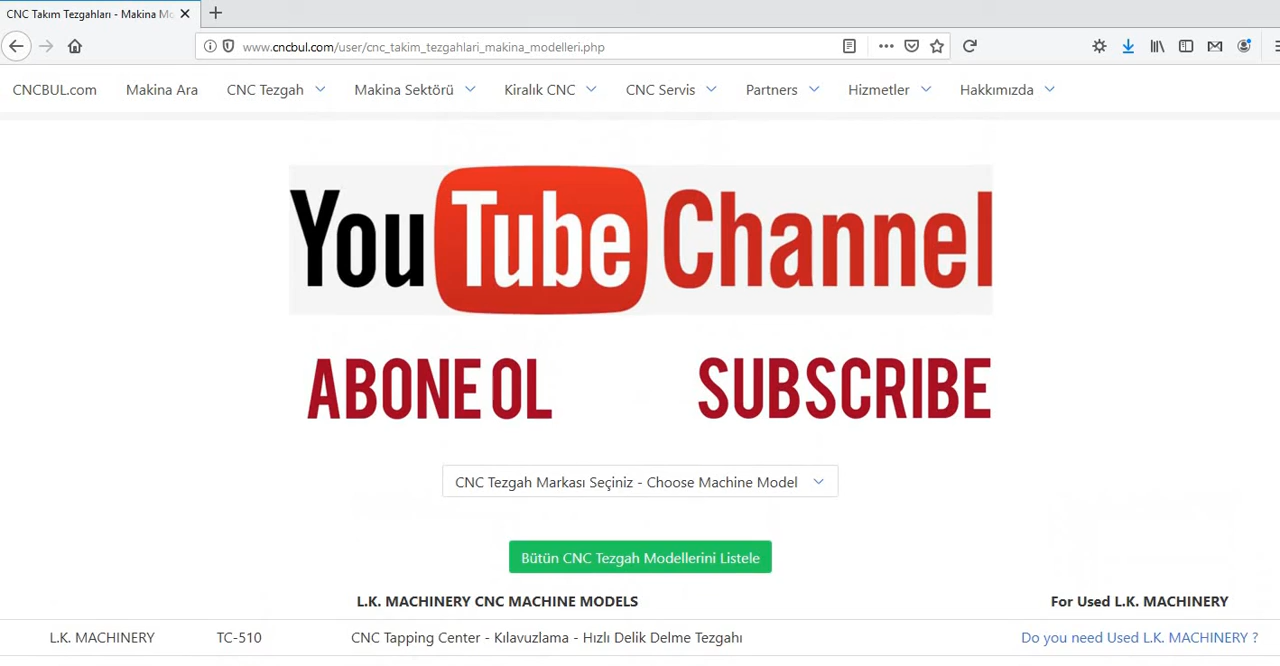 CNC Takım Tezgahları - Makina Mo
www.cncbul.com/user/cnc_takim_tezgahlari_makina_modelleri.php
CNCBUL.com Makina Ara CNC Tezgah Makina Sektörü Kiralık CNC CNC Servis Partners Hizmetler Hakkımızda
YouTube Channel
ABONE OL SUBSCRIBE
CNC Tezgah Markası Seçiniz - Choose Machine Model
Bütün CNC Tezgah Modellerini Listele
L.K. MACHINERY CNC MACHINE MODELS For Used L.K. MACHINERY
L.K. MACHINERY TC-510 CNC Tapping Center - Kılavuzlama - Hızlı Delik Delme Tezgahı Do you need Used L.K. MACHINERY ?